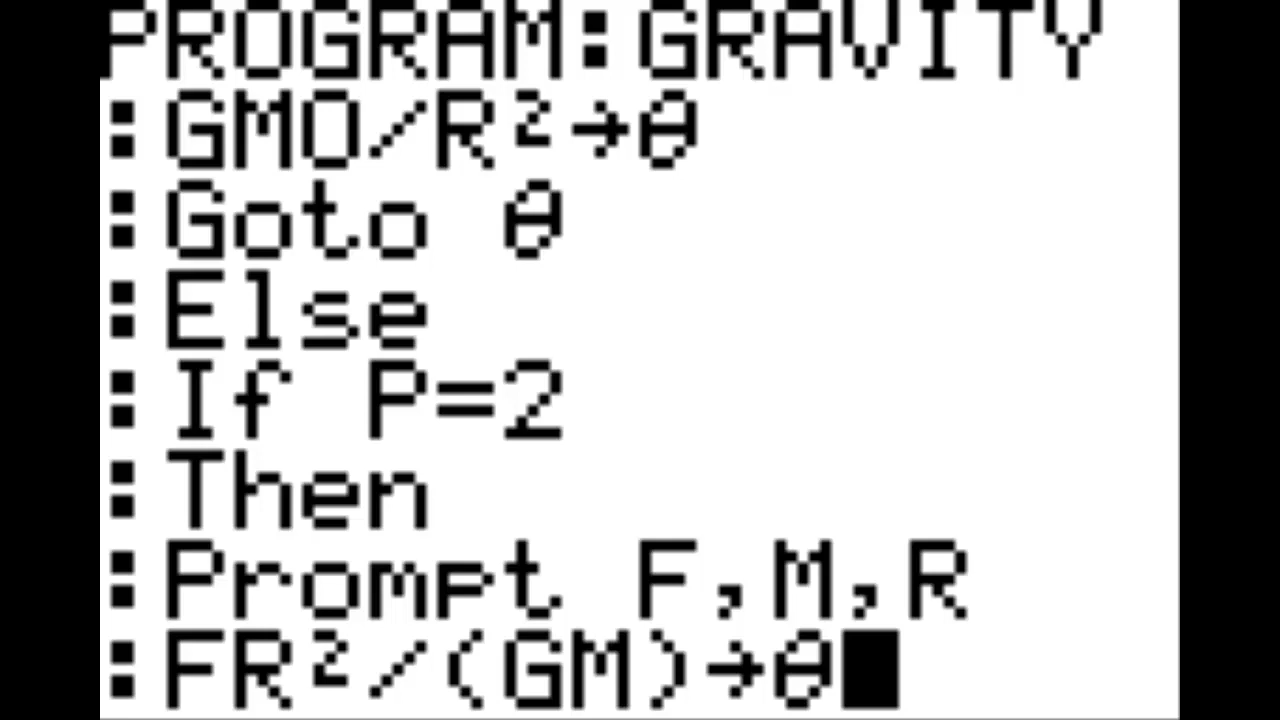 PROGRAM:GRAVITY
:GMO/R²→θ
:Goto θ
:Else
:If P=2
:Then
:Prompt F,M,R
:FR²/(GM)→θ